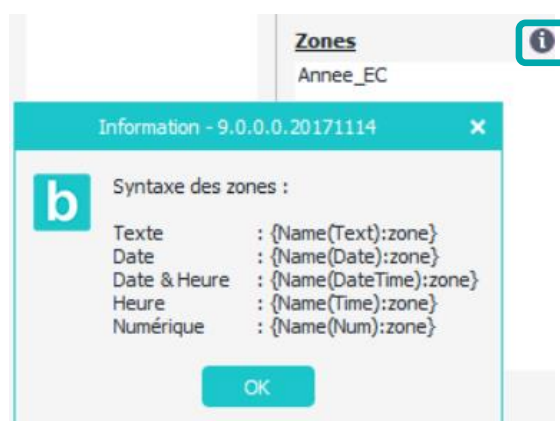 Zones
Annee_EC
Information - 9.0.0.0.20171114
b
Syntaxe des zones :
Texte : {Name(Text):zone}
Date : {Name(Date):zone}
Date & Heure : {Name(DateTime):zone}
Heure : {Name(Time):zone}
Numérique : {Name(Num):zone}
OK